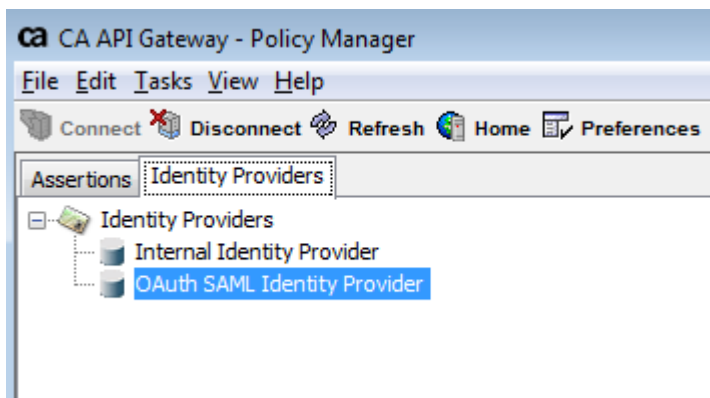 ca CA API Gateway - Policy Manager
File Edit Tasks View Help
Connect Disconnect Refresh Home Preferences
Assertions Identity Providers
Identity Providers
Internal Identity Provider
OAuth SAML Identity Provider